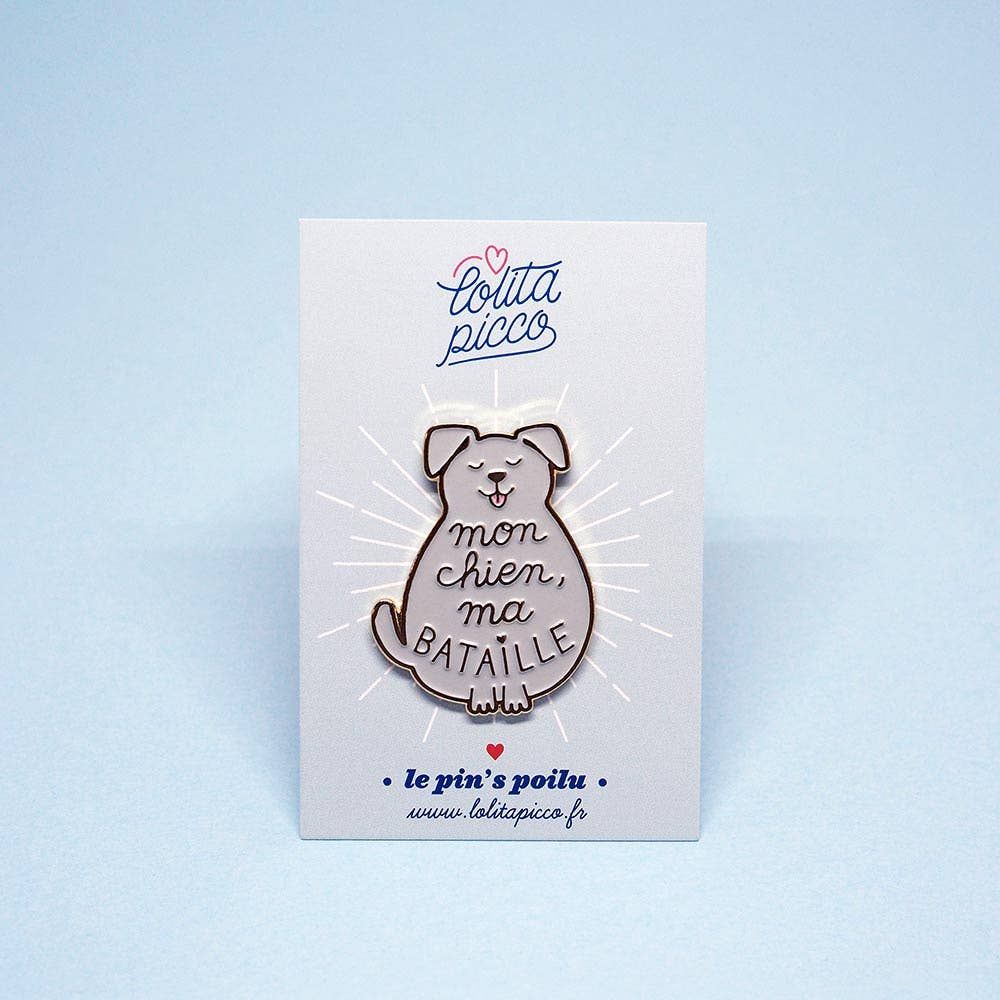 lolita
picco
mon
chien,
ma
BATAILLE
• le pin's poilu •
www.lolitapicco.fr